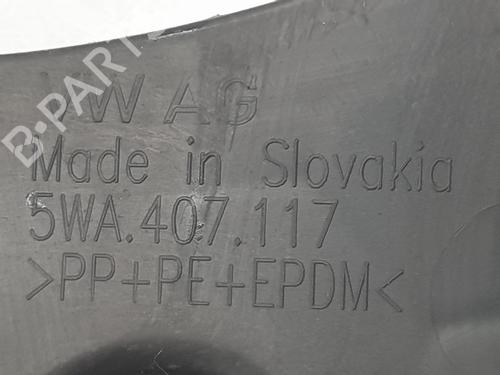 VW AG
Made in Slovakia
5WA.407.117
>PP+PE+EPDM<
B-PARTS